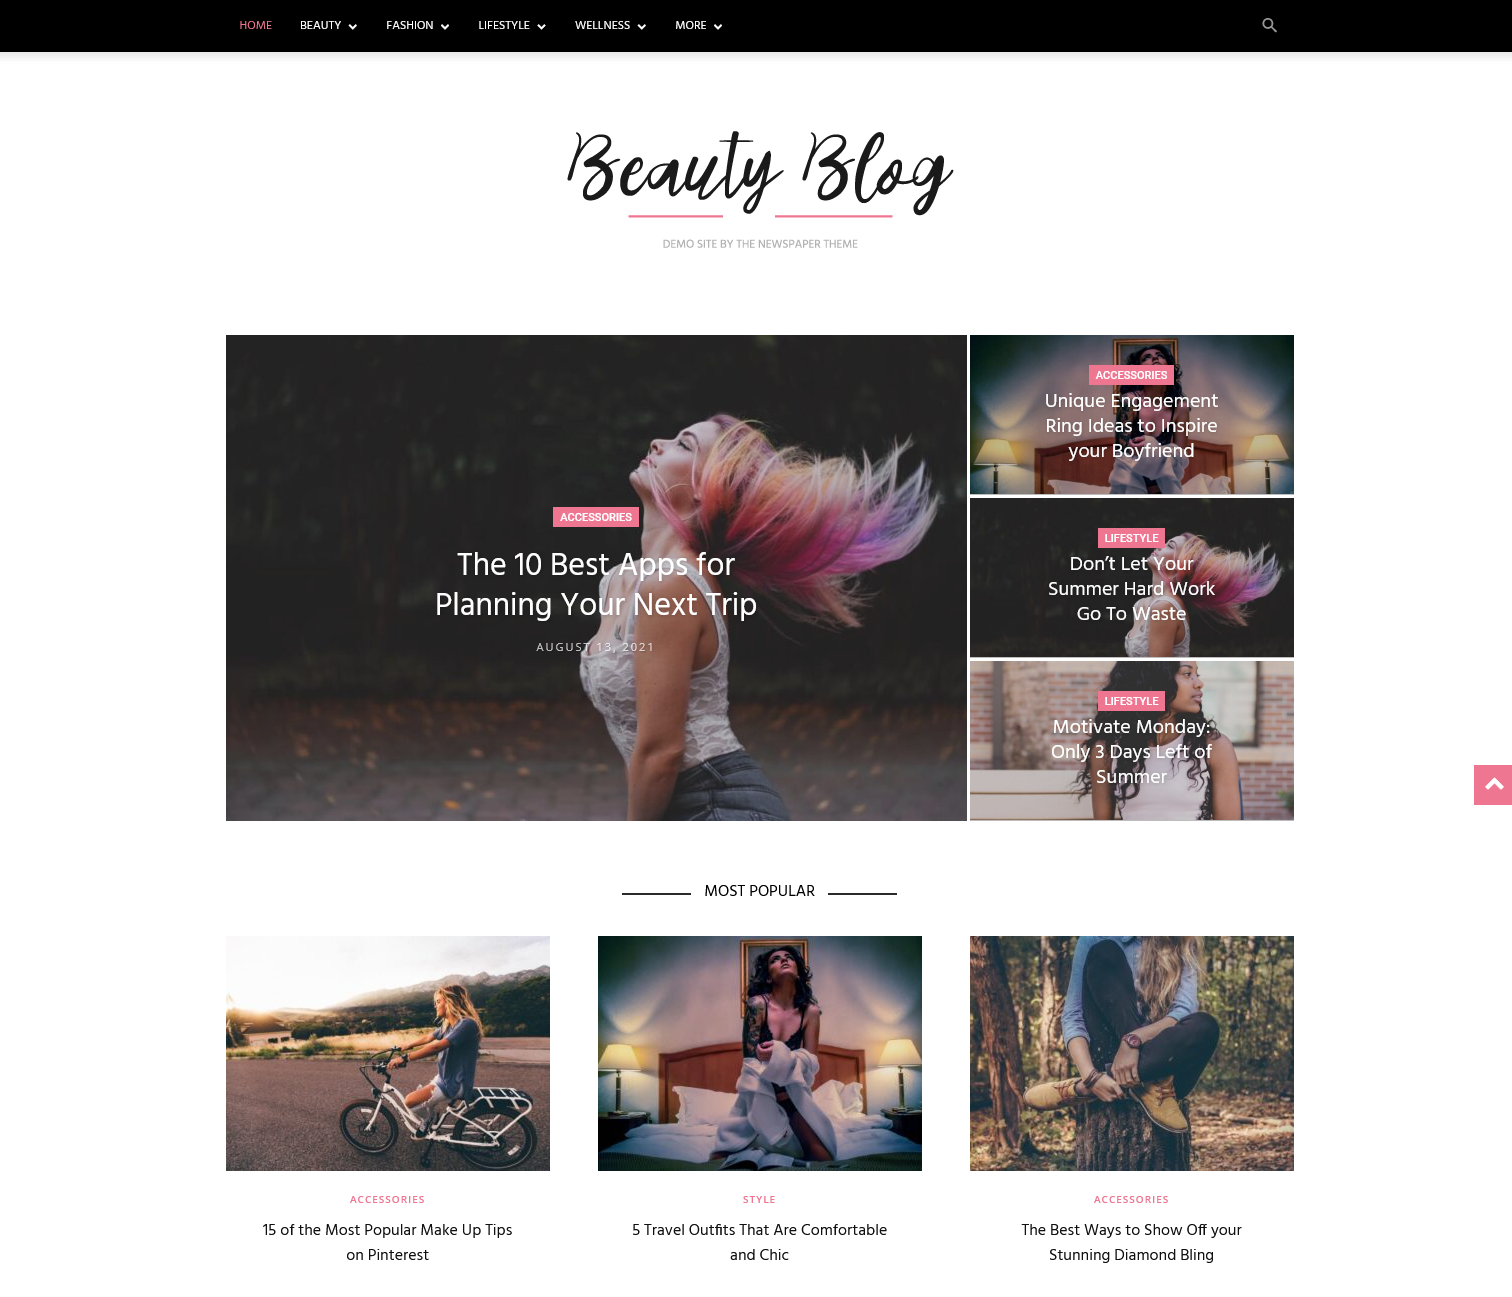 HOME BEAUTY FASHION LIFESTYLE WELLNESS MORE
Beauty Blog
DEMO SITE BY THE NEWSPAPER THEME
ACCESSORIES
The 10 Best Apps for
Planning Your Next Trip
AUGUST 13, 2021
ACCESSORIES
Unique Engagement
Ring Ideas to Inspire
your Boyfriend
LIFESTYLE
Don’t Let Your
Summer Hard Work
Go To Waste
LIFESTYLE
Motivate Monday:
Only 3 Days Left of
Summer
MOST POPULAR
ACCESSORIES
15 of the Most Popular Make Up Tips
on Pinterest
STYLE
5 Travel Outfits That Are Comfortable
and Chic
ACCESSORIES
The Best Ways to Show Off your
Stunning Diamond Bling